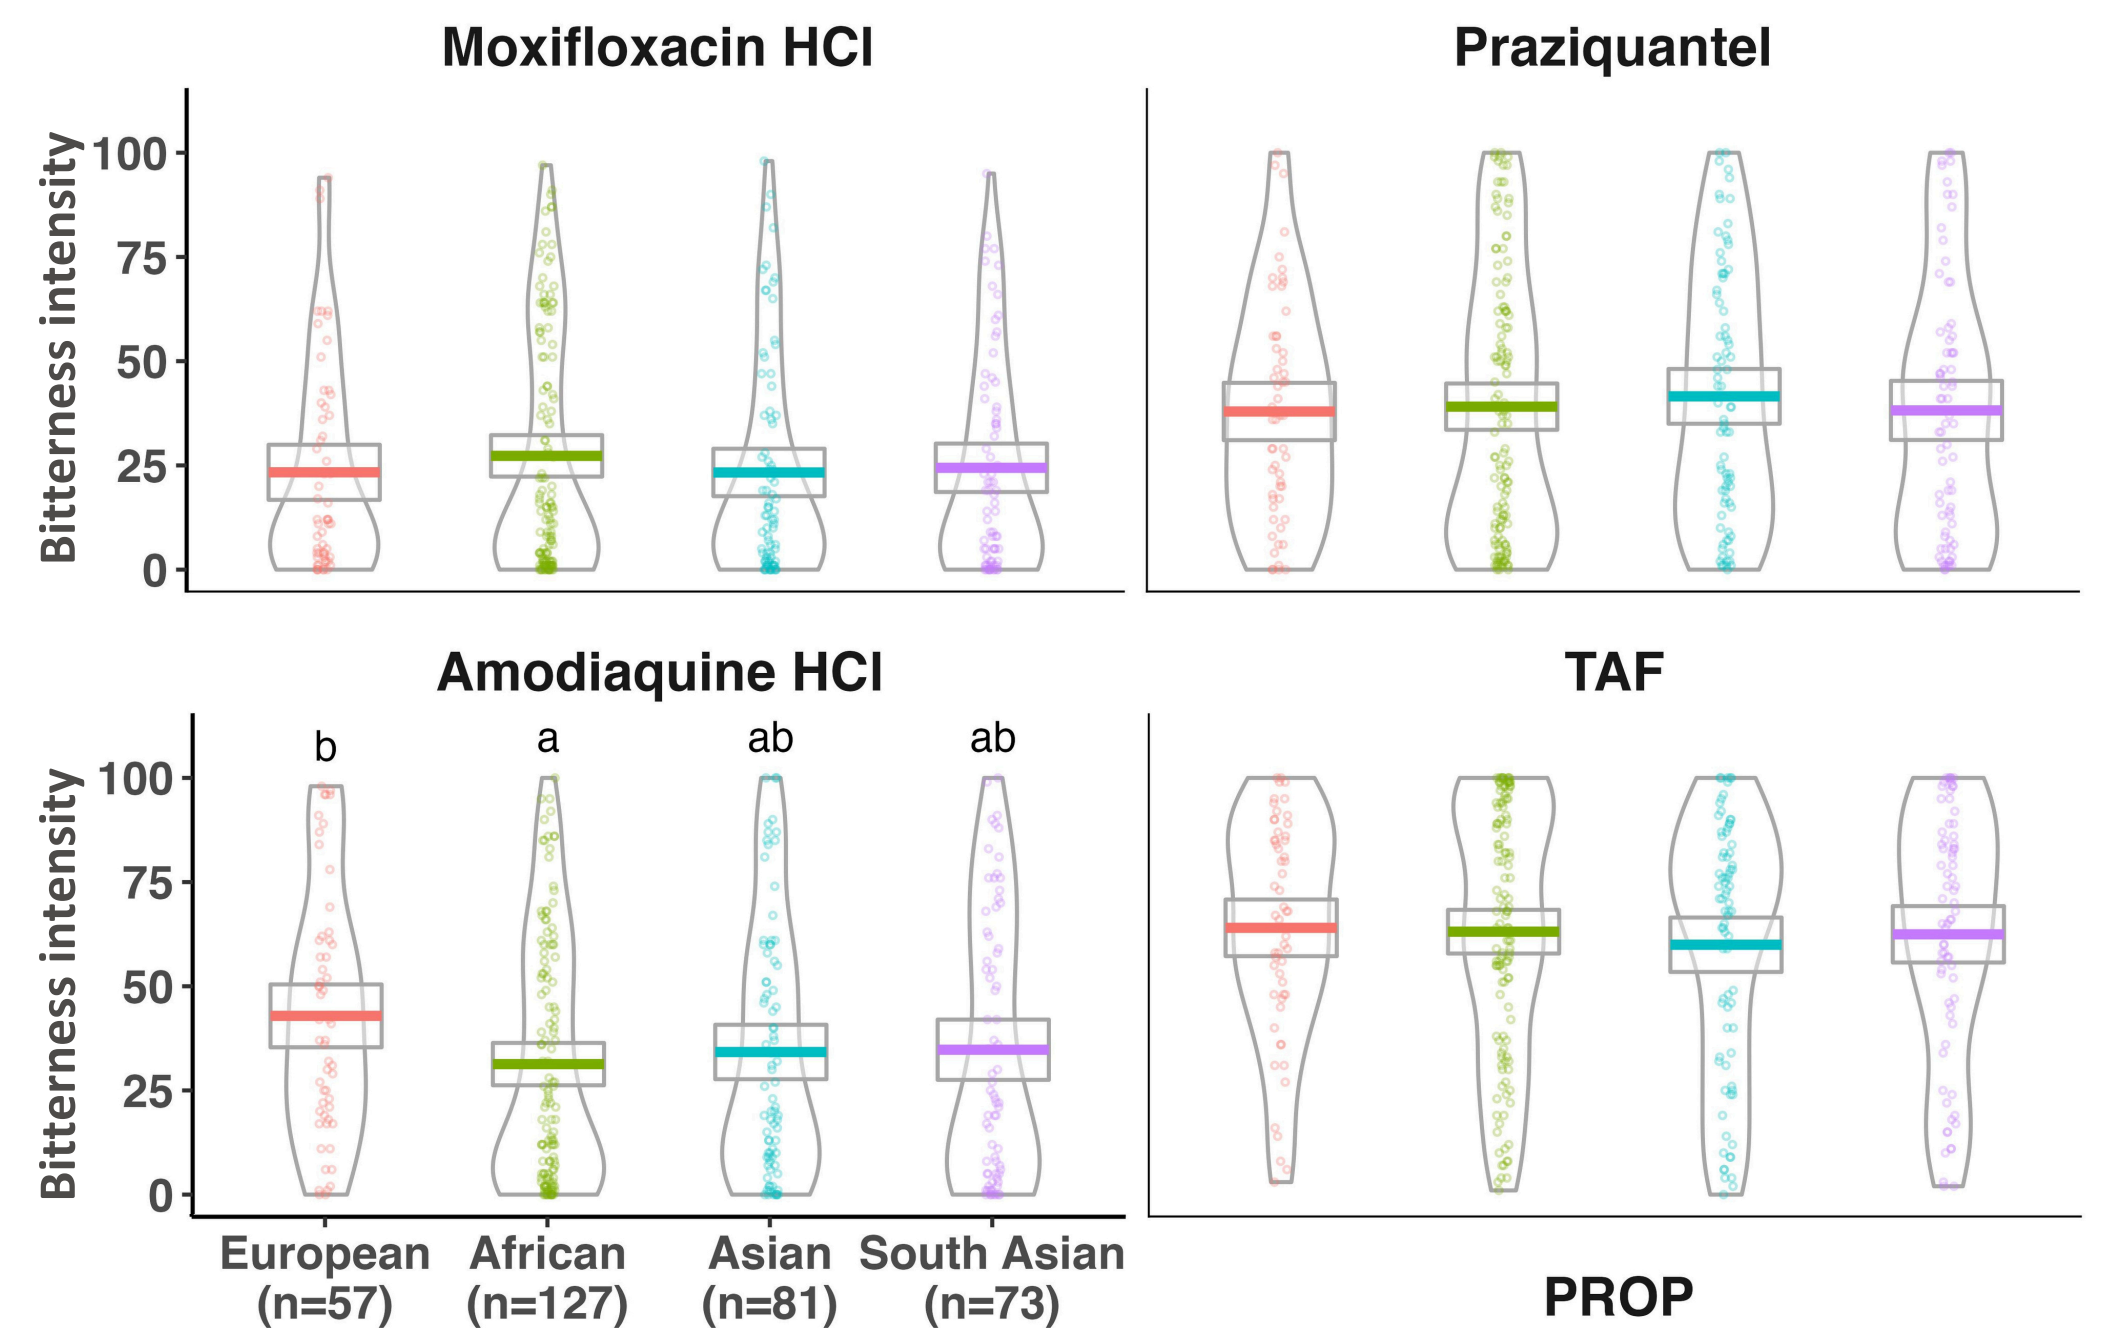 Moxifloxacin HCl
Praziquantel
Bitterness intensity
100
75
50
25
0
Amodiaquine HCl
TAF
Bitterness intensity
b a ab ab
100
75
50
25
0
European African Asian South Asian
(n=57) (n=127) (n=81) (n=73)
PROP